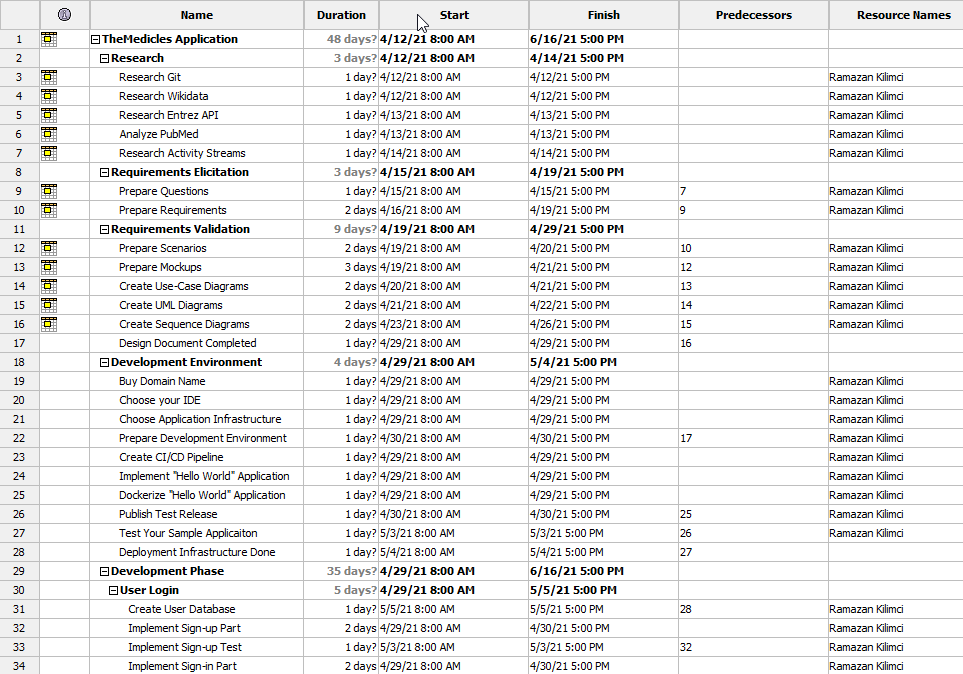 Name Duration Start Finish Predecessors Resource Names
1 TheMedicles Application 48 days? 4/12/21 8:00 AM 6/16/21 5:00 PM
2 Research 3 days? 4/12/21 8:00 AM 4/14/21 5:00 PM
3 Research Git 1 day? 4/12/21 8:00 AM 4/12/21 5:00 PM Ramazan Kilimci
4 Research Wikidata 1 day? 4/12/21 8:00 AM 4/12/21 5:00 PM Ramazan Kilimci
5 Research Entrez API 1 day? 4/13/21 8:00 AM 4/13/21 5:00 PM Ramazan Kilimci
6 Analyze PubMed 1 day? 4/13/21 8:00 AM 4/13/21 5:00 PM Ramazan Kilimci
7 Research Activity Streams 1 day? 4/14/21 8:00 AM 4/14/21 5:00 PM Ramazan Kilimci
8 Requirements Elicitation 3 days? 4/15/21 8:00 AM 4/19/21 5:00 PM
9 Prepare Questions 1 day? 4/15/21 8:00 AM 4/15/21 5:00 PM 7 Ramazan Kilimci
10 Prepare Requirements 2 days 4/16/21 8:00 AM 4/19/21 5:00 PM 9 Ramazan Kilimci
11 Requirements Validation 9 days? 4/19/21 8:00 AM 4/29/21 5:00 PM
12 Prepare Scenarios 2 days 4/19/21 8:00 AM 4/20/21 5:00 PM 10 Ramazan Kilimci
13 Prepare Mockups 3 days 4/19/21 8:00 AM 4/21/21 5:00 PM 12 Ramazan Kilimci
14 Create Use-Case Diagrams 2 days 4/20/21 8:00 AM 4/21/21 5:00 PM 13 Ramazan Kilimci
15 Create UML Diagrams 2 days 4/21/21 8:00 AM 4/22/21 5:00 PM 14 Ramazan Kilimci
16 Create Sequence Diagrams 2 days 4/23/21 8:00 AM 4/26/21 5:00 PM 15 Ramazan Kilimci
17 Design Document Completed 1 day? 4/29/21 8:00 AM 4/29/21 5:00 PM 16
18 Development Environment 4 days? 4/29/21 8:00 AM 5/4/21 5:00 PM
19 Buy Domain Name 1 day? 4/29/21 8:00 AM 4/29/21 5:00 PM Ramazan Kilimci
20 Choose your IDE 1 day? 4/29/21 8:00 AM 4/29/21 5:00 PM Ramazan Kilimci
21 Choose Application Infrastructure 1 day? 4/29/21 8:00 AM 4/29/21 5:00 PM Ramazan Kilimci
22 Prepare Development Environment 1 day? 4/30/21 8:00 AM 4/30/21 5:00 PM 17 Ramazan Kilimci
23 Create CI/CD Pipeline 1 day? 4/29/21 8:00 AM 4/29/21 5:00 PM Ramazan Kilimci
24 Implement "Hello World" Application 1 day? 4/29/21 8:00 AM 4/29/21 5:00 PM Ramazan Kilimci
25 Dockerize "Hello World" Application 1 day? 4/29/21 8:00 AM 4/29/21 5:00 PM Ramazan Kilimci
26 Publish Test Release 1 day? 4/30/21 8:00 AM 4/30/21 5:00 PM 25 Ramazan Kilimci
27 Test Your Sample Applicaiton 1 day? 5/3/21 8:00 AM 5/3/21 5:00 PM 26 Ramazan Kilimci
28 Deployment Infrastructure Done 1 day? 5/4/21 8:00 AM 5/4/21 5:00 PM 27
29 Development Phase 35 days? 4/29/21 8:00 AM 6/16/21 5:00 PM
30 User Login 5 days? 4/29/21 8:00 AM 5/5/21 5:00 PM
31 Create User Database 1 day? 5/5/21 8:00 AM 5/5/21 5:00 PM 28 Ramazan Kilimci
32 Implement Sign-up Part 2 days 4/29/21 8:00 AM 4/30/21 5:00 PM Ramazan Kilimci
33 Implement Sign-up Test 1 day? 5/3/21 8:00 AM 5/3/21 5:00 PM 32 Ramazan Kilimci
34 Implement Sign-in Part 2 days 4/29/21 8:00 AM 4/30/21 5:00 PM Ramazan Kilimci